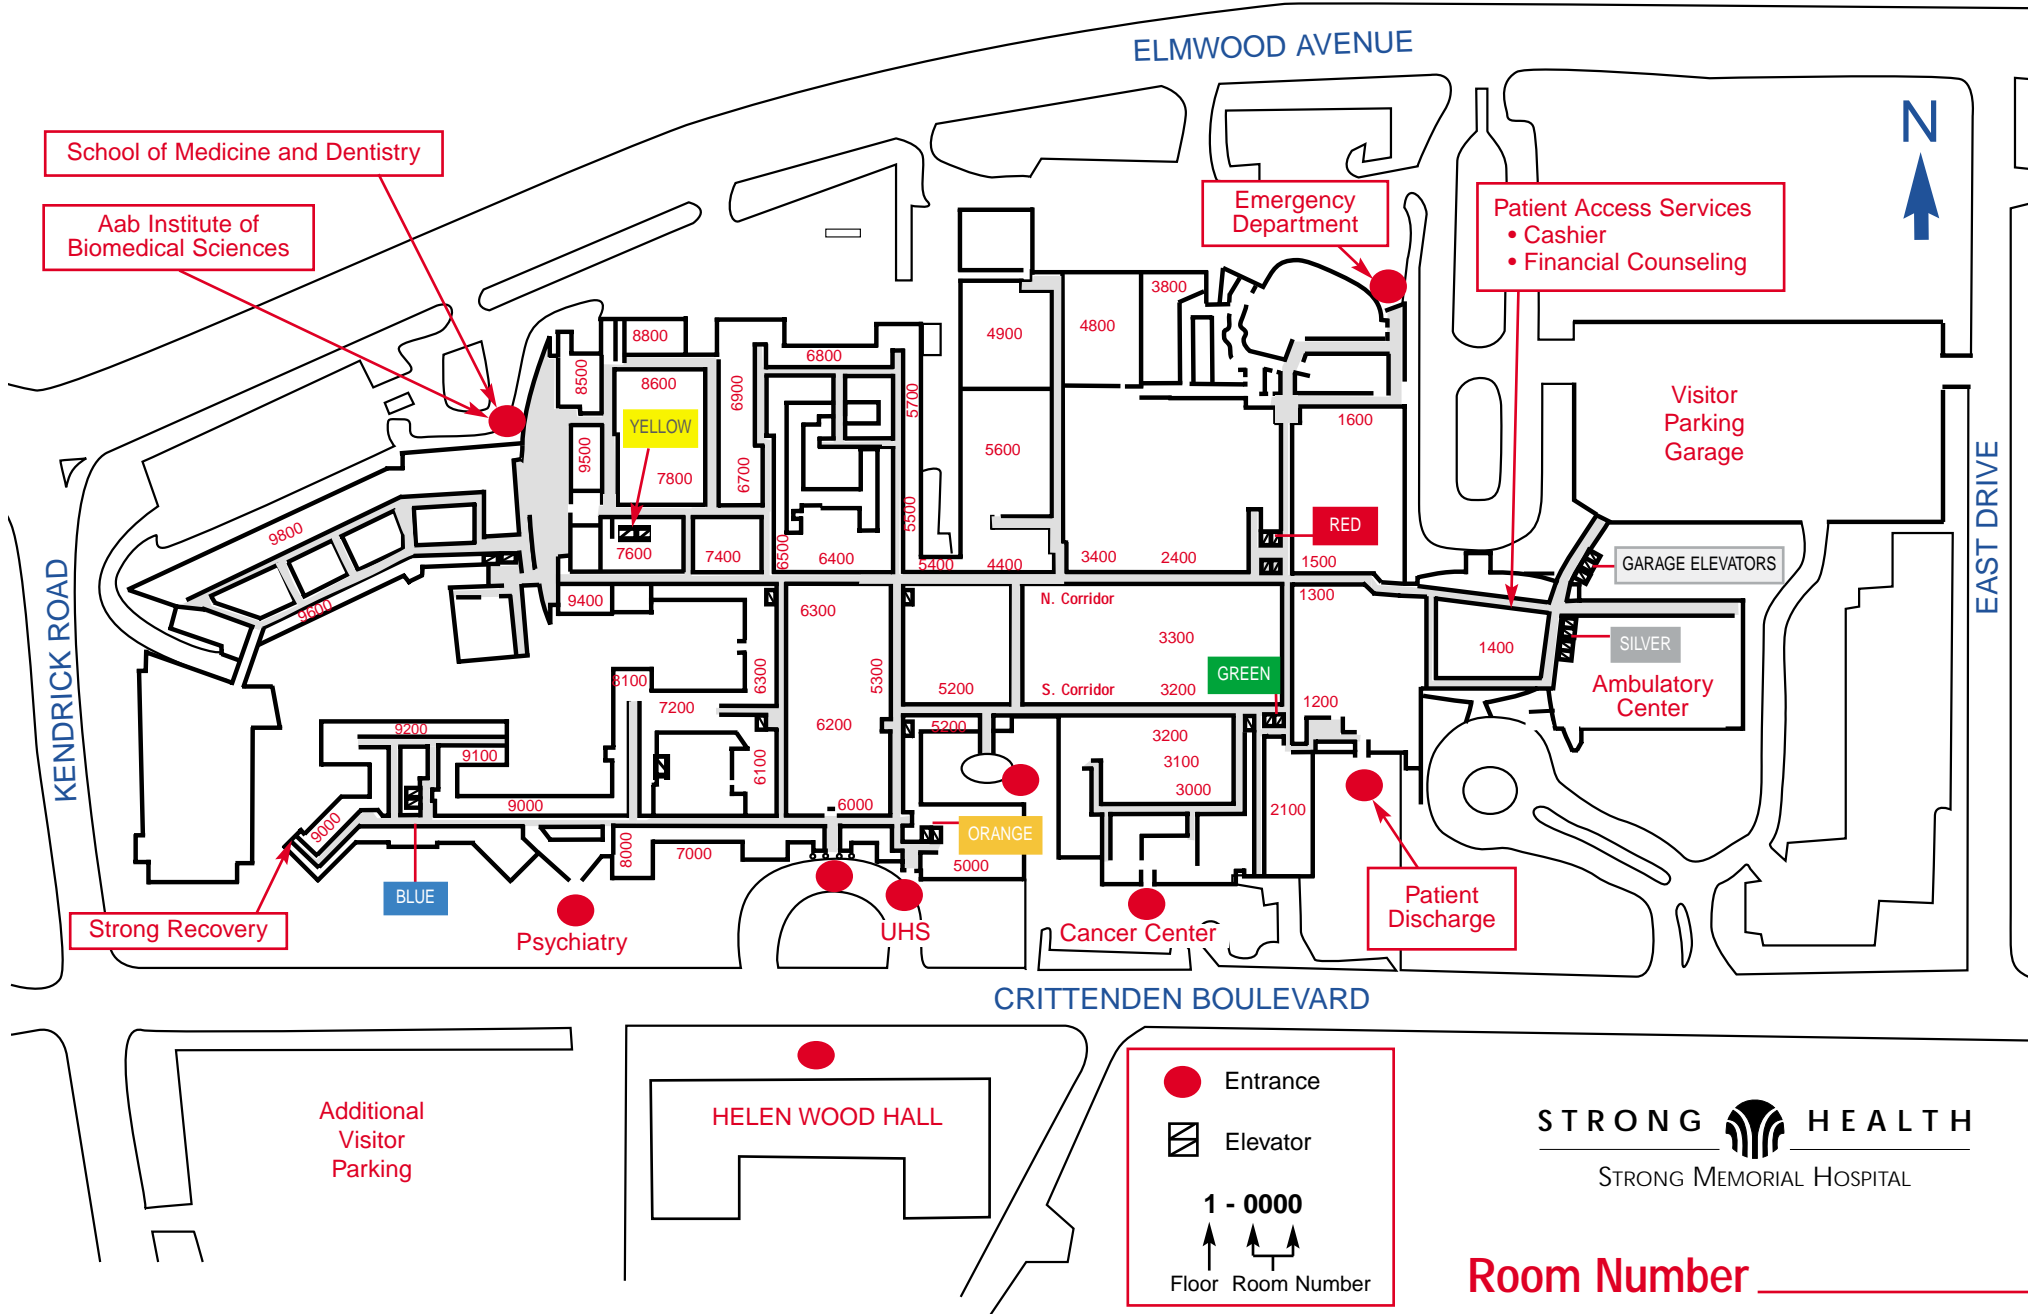 ELMWOOD AVENUE
N
School of Medicine and Dentistry
Aab Institute of
Biomedical Sciences
Emergency
Department
Patient Access Services
• Cashier
• Financial Counseling
Visitor
Parking
Garage
EAST DRIVE
KENDRICK ROAD
8800
6800
3800
4900
4800
8500
8600
6900
5700
1600
YELLOW
9500
7800
6700
5600
5500
9800
RED
7600
7400
6500
6400
5400
4400
3400
2400
1500
GARAGE ELEVATORS
9600
9400
6300
N. Corridor
1300
3300
1400
SILVER
8100
6300
5300
GREEN
7200
5200
S. Corridor
3200
1200
Ambulatory
Center
9200
6200
5200
3200
9100
6100
3100
3000
9000
6000
2100
9000
8000
7000
ORANGE
5000
BLUE
Strong Recovery
Psychiatry
UHS
Cancer Center
Patient
Discharge
CRITTENDEN BOULEVARD
Additional
Visitor
Parking
HELEN WOOD HALL
Entrance
Elevator
1 - 0000
Floor Room Number
STRONG HEALTH
STRONG MEMORIAL HOSPITAL
Room Number